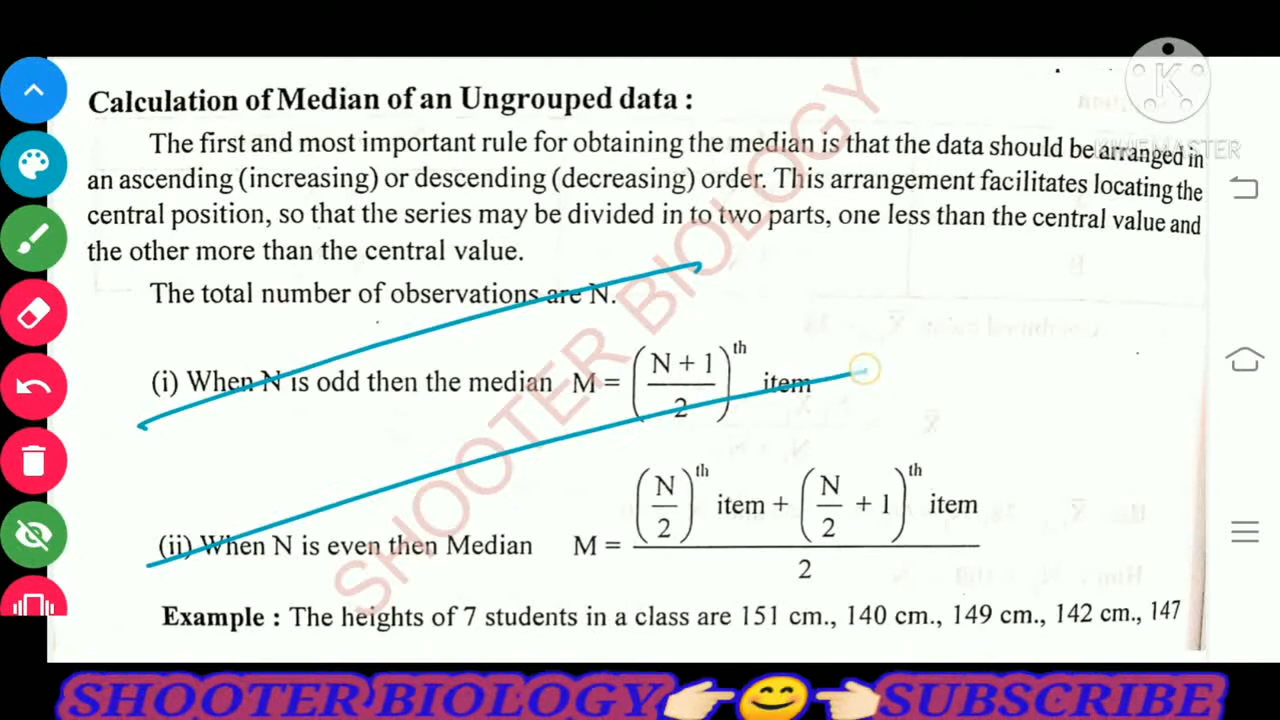 K
KINEMASTER
Calculation of Median of an Ungrouped data :
The first and most important rule for obtaining the median is that the data should be arranged in
an ascending (increasing) or descending (decreasing) order. This arrangement facilitates locating the
central position, so that the series may be divided in to two parts, one less than the central value and
the other more than the central value.
The total number of observations are N.
(i) When N is odd then the median M = ((N + 1)/2)th item
(ii) When N is even then Median M = ((N/2)th item + (N/2 + 1)th item)/2
Example : The heights of 7 students in a class are 151 cm., 140 cm., 149 cm., 142 cm., 147
SHOOTER BIOLOGY
SHOOTER BIOLOGY👉😊👈SUBSCRIBE